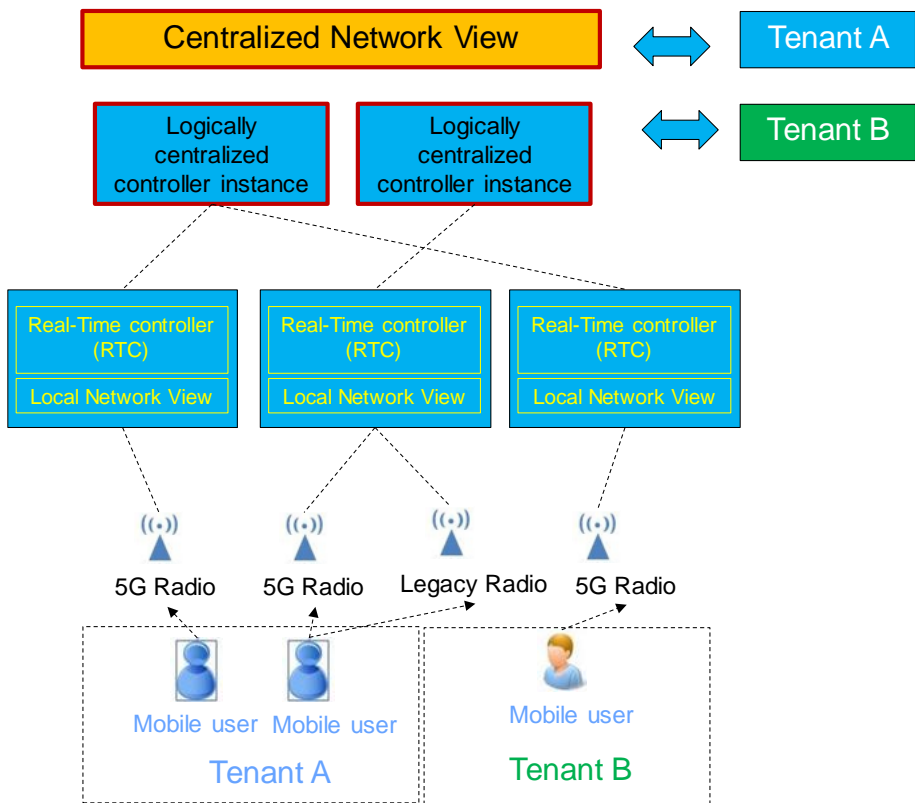 Centralized Network View
Tenant A
Tenant B
Logically
centralized
controller instance
Logically
centralized
controller instance
Real-Time controller
(RTC)
Local Network View
Real-Time controller
(RTC)
Local Network View
Real-Time controller
(RTC)
Local Network View
5G Radio
5G Radio
Legacy Radio
5G Radio
Mobile user
Mobile user
Mobile user
Tenant A
Tenant B